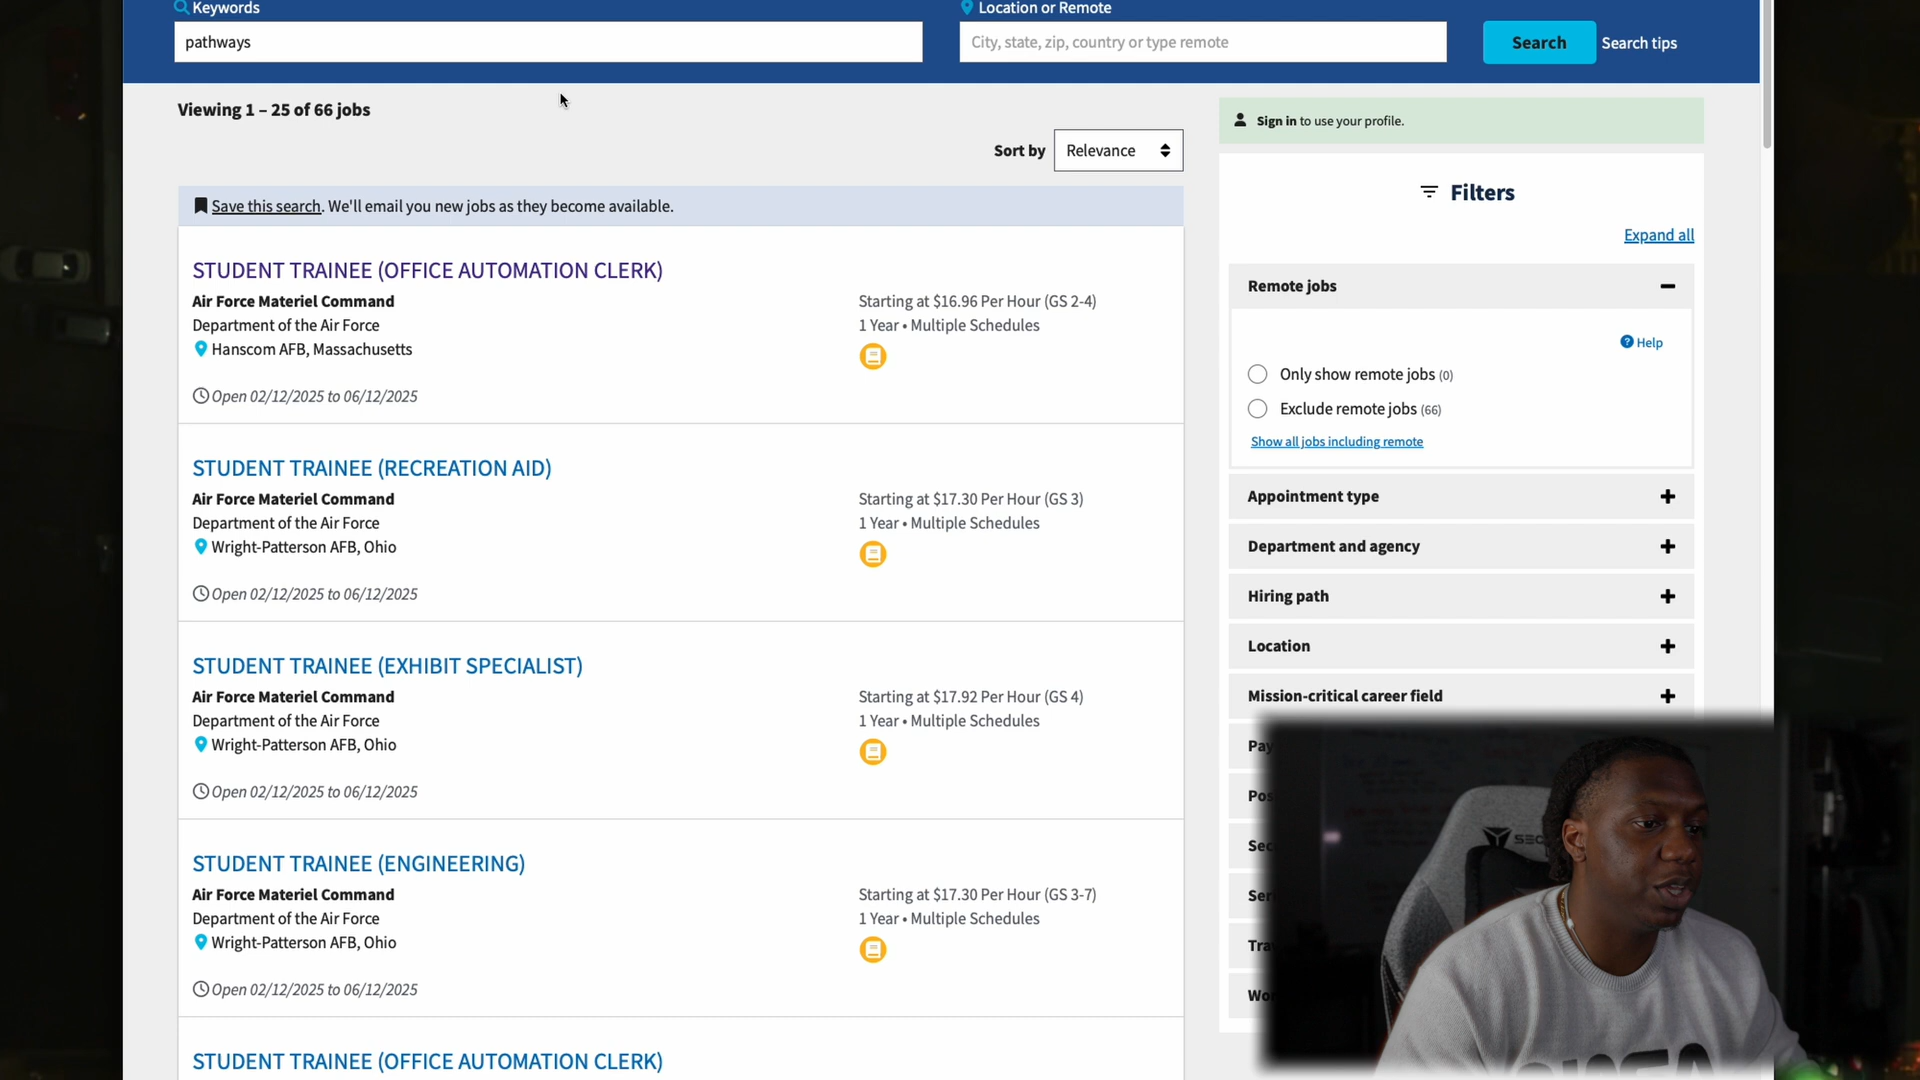 Keywords
Location or Remote
pathways
City, state, zip, country or type remote
Search
Search tips
Viewing 1 – 25 of 66 jobs
Sign in to use your profile.
Sort by
Relevance
Filters
Save this search. We'll email you new jobs as they become available.
Expand all
STUDENT TRAINEE (OFFICE AUTOMATION CLERK)
Air Force Materiel Command
Department of the Air Force
Hanscom AFB, Massachusetts
Starting at $16.96 Per Hour (GS 2-4)
1 Year • Multiple Schedules
Open 02/12/2025 to 06/12/2025
STUDENT TRAINEE (RECREATION AID)
Air Force Materiel Command
Department of the Air Force
Wright-Patterson AFB, Ohio
Starting at $17.30 Per Hour (GS 3)
1 Year • Multiple Schedules
Open 02/12/2025 to 06/12/2025
STUDENT TRAINEE (EXHIBIT SPECIALIST)
Air Force Materiel Command
Department of the Air Force
Wright-Patterson AFB, Ohio
Starting at $17.92 Per Hour (GS 4)
1 Year • Multiple Schedules
Open 02/12/2025 to 06/12/2025
STUDENT TRAINEE (ENGINEERING)
Air Force Materiel Command
Department of the Air Force
Wright-Patterson AFB, Ohio
Starting at $17.30 Per Hour (GS 3-7)
1 Year • Multiple Schedules
Open 02/12/2025 to 06/12/2025
STUDENT TRAINEE (OFFICE AUTOMATION CLERK)
Remote jobs
Help
Only show remote jobs (0)
Exclude remote jobs (66)
Show all jobs including remote
Appointment type
Department and agency
Hiring path
Location
Mission-critical career field
Pay
Pos
Sec
Ser
Tra
Wor